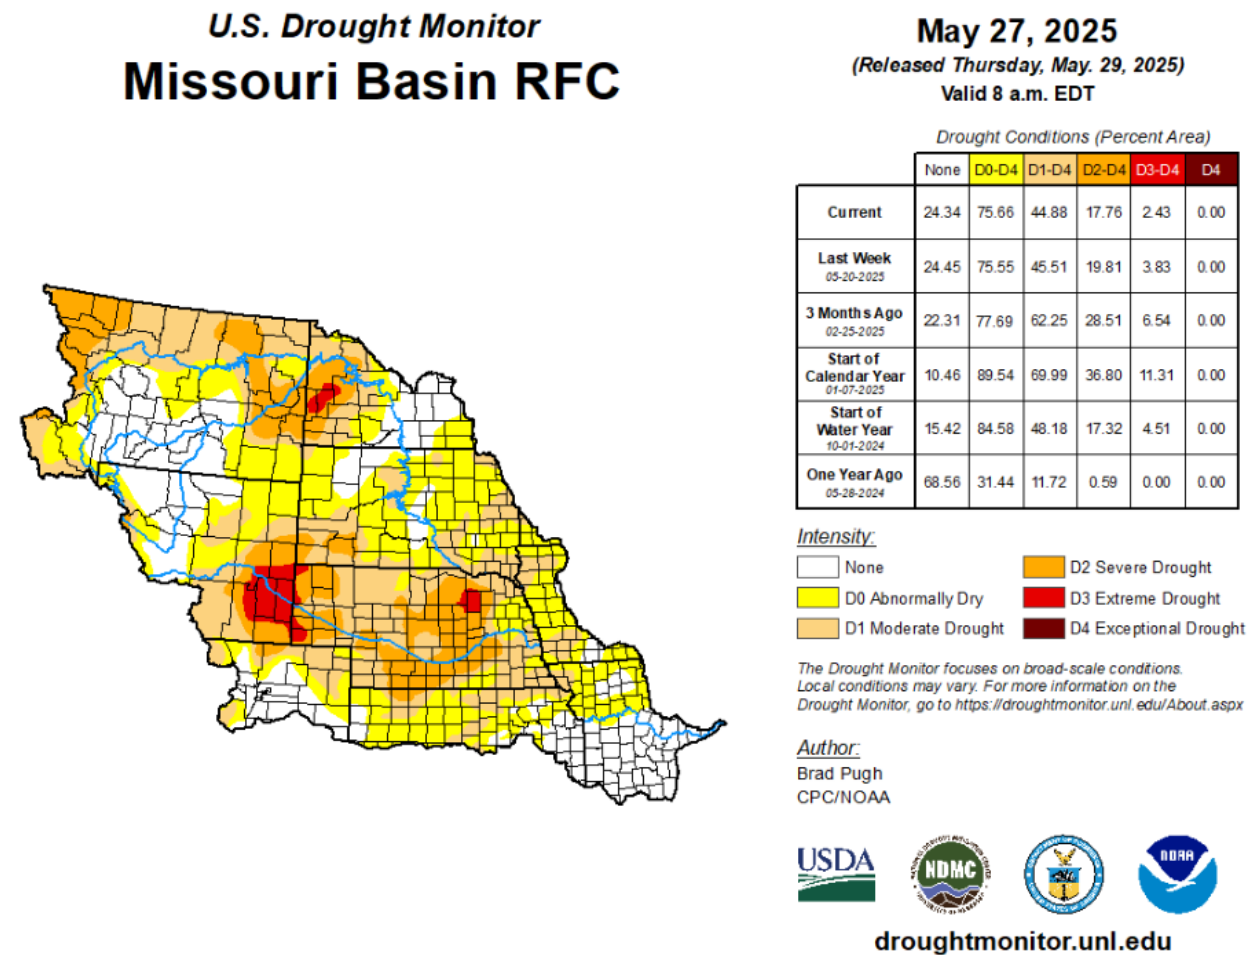 U.S. Drought Monitor
Missouri Basin RFC
May 27, 2025
(Released Thursday, May. 29, 2025)
Valid 8 a.m. EDT
Drought Conditions (Percent Area)
None D0-D4 D1-D4 D2-D4 D3-D4 D4
Current 24.34 75.66 44.88 17.76 2.43 0.00
Last Week
05-20-2025
24.45 75.55 45.51 19.81 3.83 0.00
3 Months Ago
02-25-2025
22.31 77.69 62.25 28.51 6.54 0.00
Start of
Calendar Year
01-07-2025
10.46 89.54 69.99 36.80 11.31 0.00
Start of
Water Year
10-01-2024
15.42 84.58 48.18 17.32 4.51 0.00
One Year Ago
05-28-2024
68.56 31.44 11.72 0.59 0.00 0.00
Intensity:
None
D0 Abnormally Dry
D1 Moderate Drought
D2 Severe Drought
D3 Extreme Drought
D4 Exceptional Drought
The Drought Monitor focuses on broad-scale conditions.
Local conditions may vary. For more information on the
Drought Monitor, go to https://droughtmonitor.unl.edu/About.aspx
Author:
Brad Pugh
CPC/NOAA
USDA
NDMC
NOAA
droughtmonitor.unl.edu